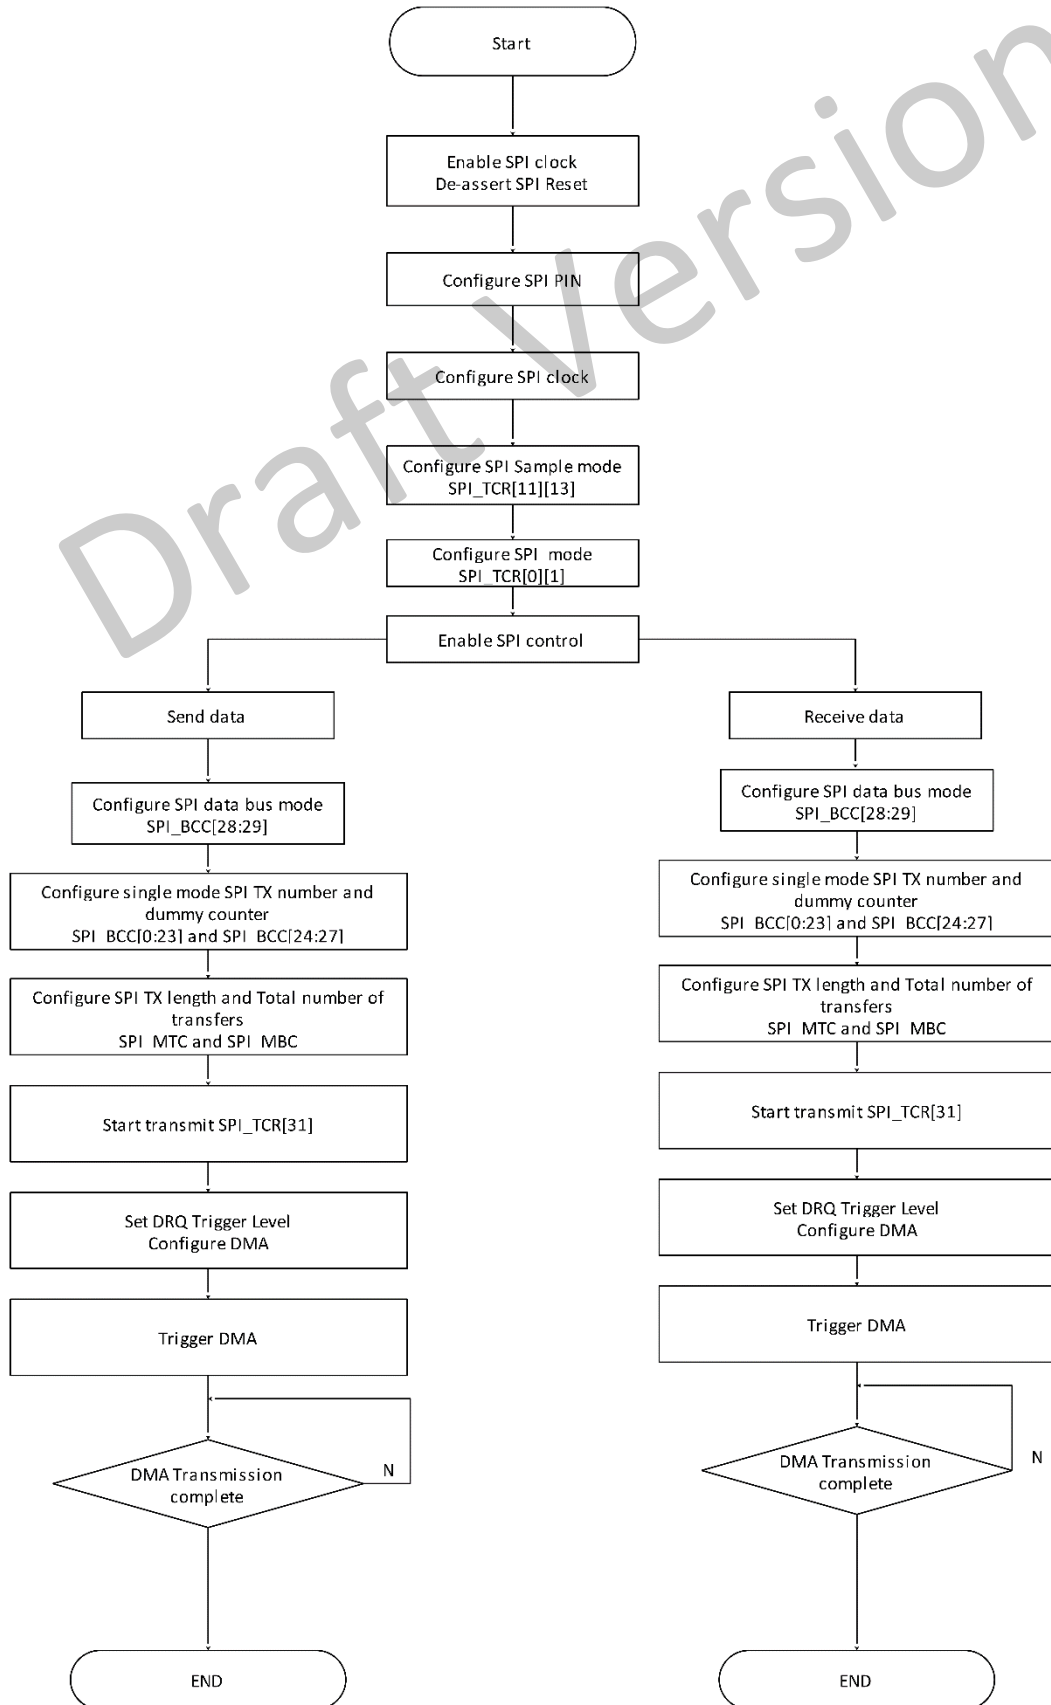 Start
Enable SPI clock
De-assert SPI Reset
Configure SPI PIN
Configure SPI clock
Configure SPI Sample mode
SPI_TCR[11][13]
Configure SPI  mode
SPI_TCR[0][1]
Enable SPI control
Send data
Configure SPI data bus mode
SPI_BCC[28:29]
Configure single mode SPI TX number and
dummy counter
SPI_BCC[0:23] and SPI_BCC[24:27]
Configure SPI TX length and Total number of
transfers
SPI_MTC and SPI_MBC
Start transmit SPI_TCR[31]
Set DRQ Trigger Level
Configure DMA
Trigger DMA
DMA Transmission
complete
N
END
Receive data
Configure SPI data bus mode
SPI_BCC[28:29]
Configure single mode SPI TX number and
dummy counter
SPI_BCC[0:23] and SPI_BCC[24:27]
Configure SPI TX length and Total number of
transfers
SPI_MTC and SPI_MBC
Start transmit SPI_TCR[31]
Set DRQ Trigger Level
Configure DMA
Trigger DMA
DMA Transmission
complete
N
END
Draft Version